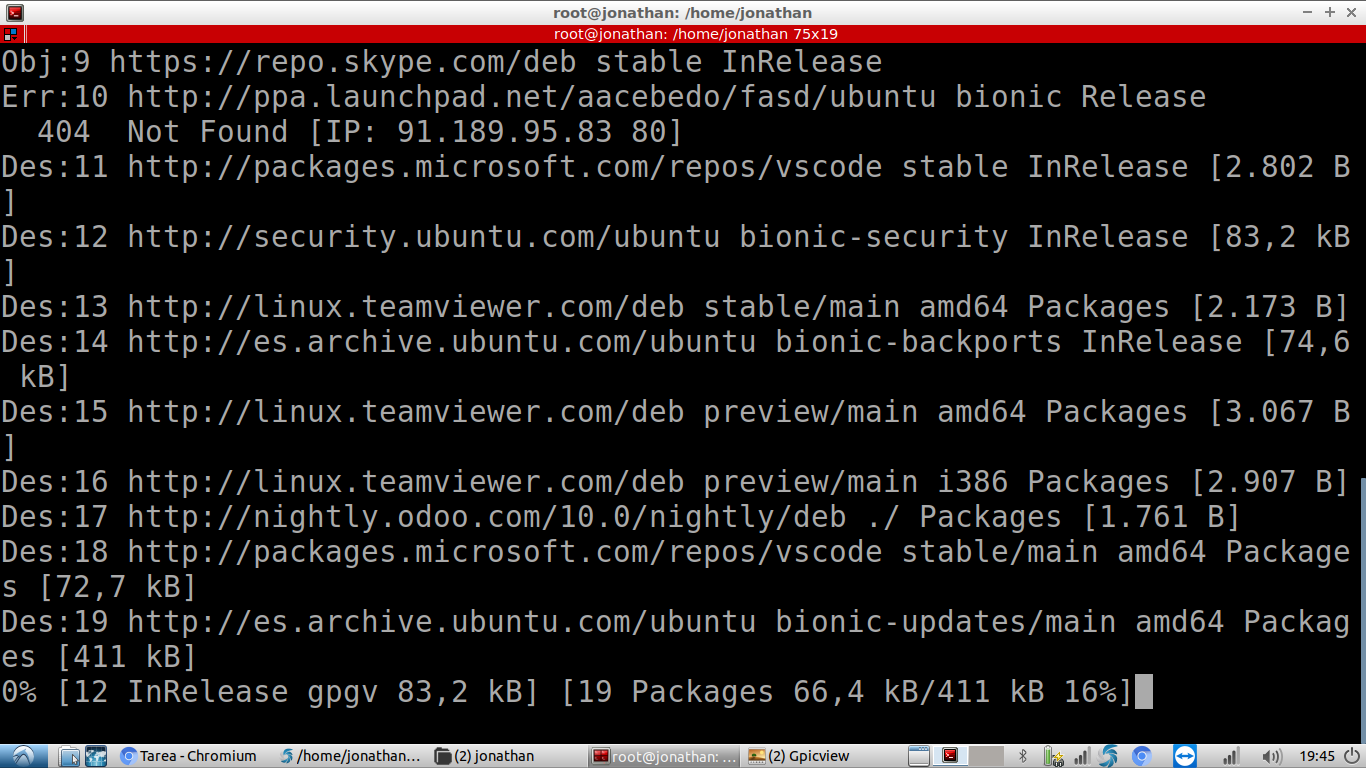 root@jonathan: /home/jonathan
root@jonathan: /home/jonathan 75x19
Obj:9 https://repo.skype.com/deb stable InRelease
Err:10 http://ppa.launchpad.net/aacebedo/fasd/ubuntu bionic Release
  404  Not Found [IP: 91.189.95.83 80]
Des:11 http://packages.microsoft.com/repos/vscode stable InRelease [2.802 B
]
Des:12 http://security.ubuntu.com/ubuntu bionic-security InRelease [83,2 kB
]
Des:13 http://linux.teamviewer.com/deb stable/main amd64 Packages [2.173 B]
Des:14 http://es.archive.ubuntu.com/ubuntu bionic-backports InRelease [74,6
 kB]
Des:15 http://linux.teamviewer.com/deb preview/main amd64 Packages [3.067 B
]
Des:16 http://linux.teamviewer.com/deb preview/main i386 Packages [2.907 B]
Des:17 http://nightly.odoo.com/10.0/nightly/deb ./ Packages [1.761 B]
Des:18 http://packages.microsoft.com/repos/vscode stable/main amd64 Package
s [72,7 kB]
Des:19 http://es.archive.ubuntu.com/ubuntu bionic-updates/main amd64 Packag
es [411 kB]
0% [12 InRelease gpgv 83,2 kB] [19 Packages 66,4 kB/411 kB 16%]
Tarea - Chromium /home/jonathan... (2) jonathan root@jonathan: ... (2) Gpicview 19:45